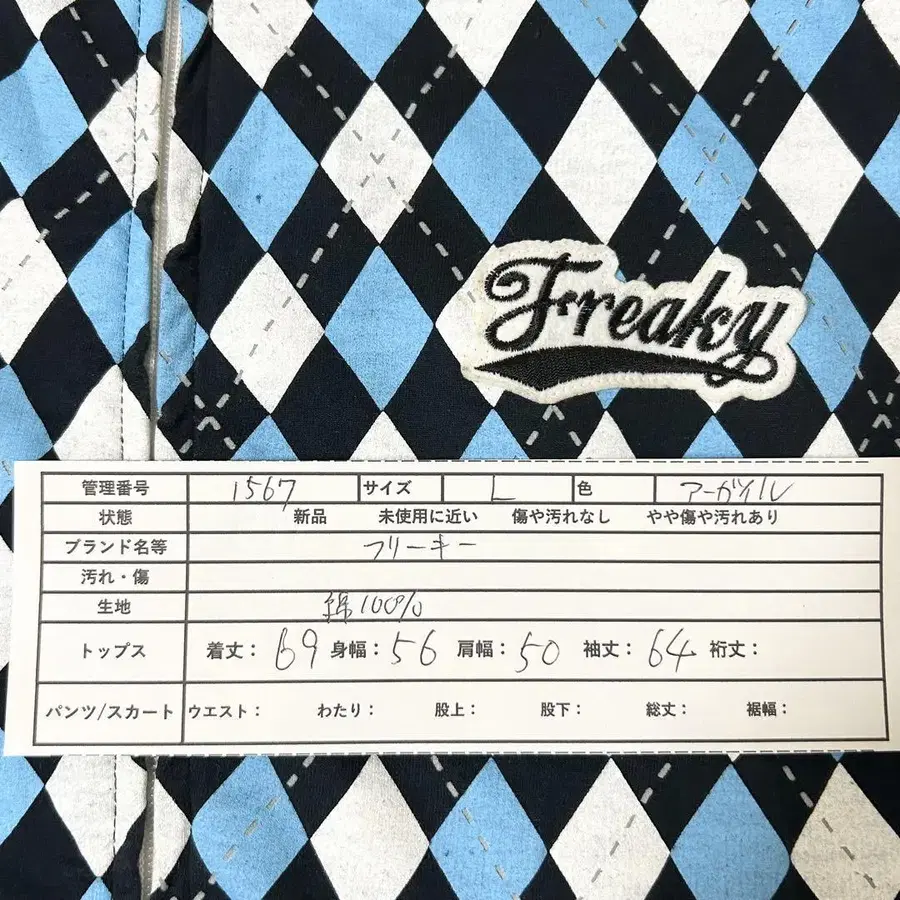 Freaky
管理番号 1567 サイズ L 色 アーガイル
状態 新品 未使用に近い 傷や汚れなし やや傷や汚れあり
ブランド名等 フリーキー
汚れ・傷
生地 綿100%
トップス 着丈: 69 身幅: 56 肩幅: 50 袖丈: 64 裄丈:
パンツ/スカート ウエスト: わたり: 股上: 股下: 総丈: 裾幅: